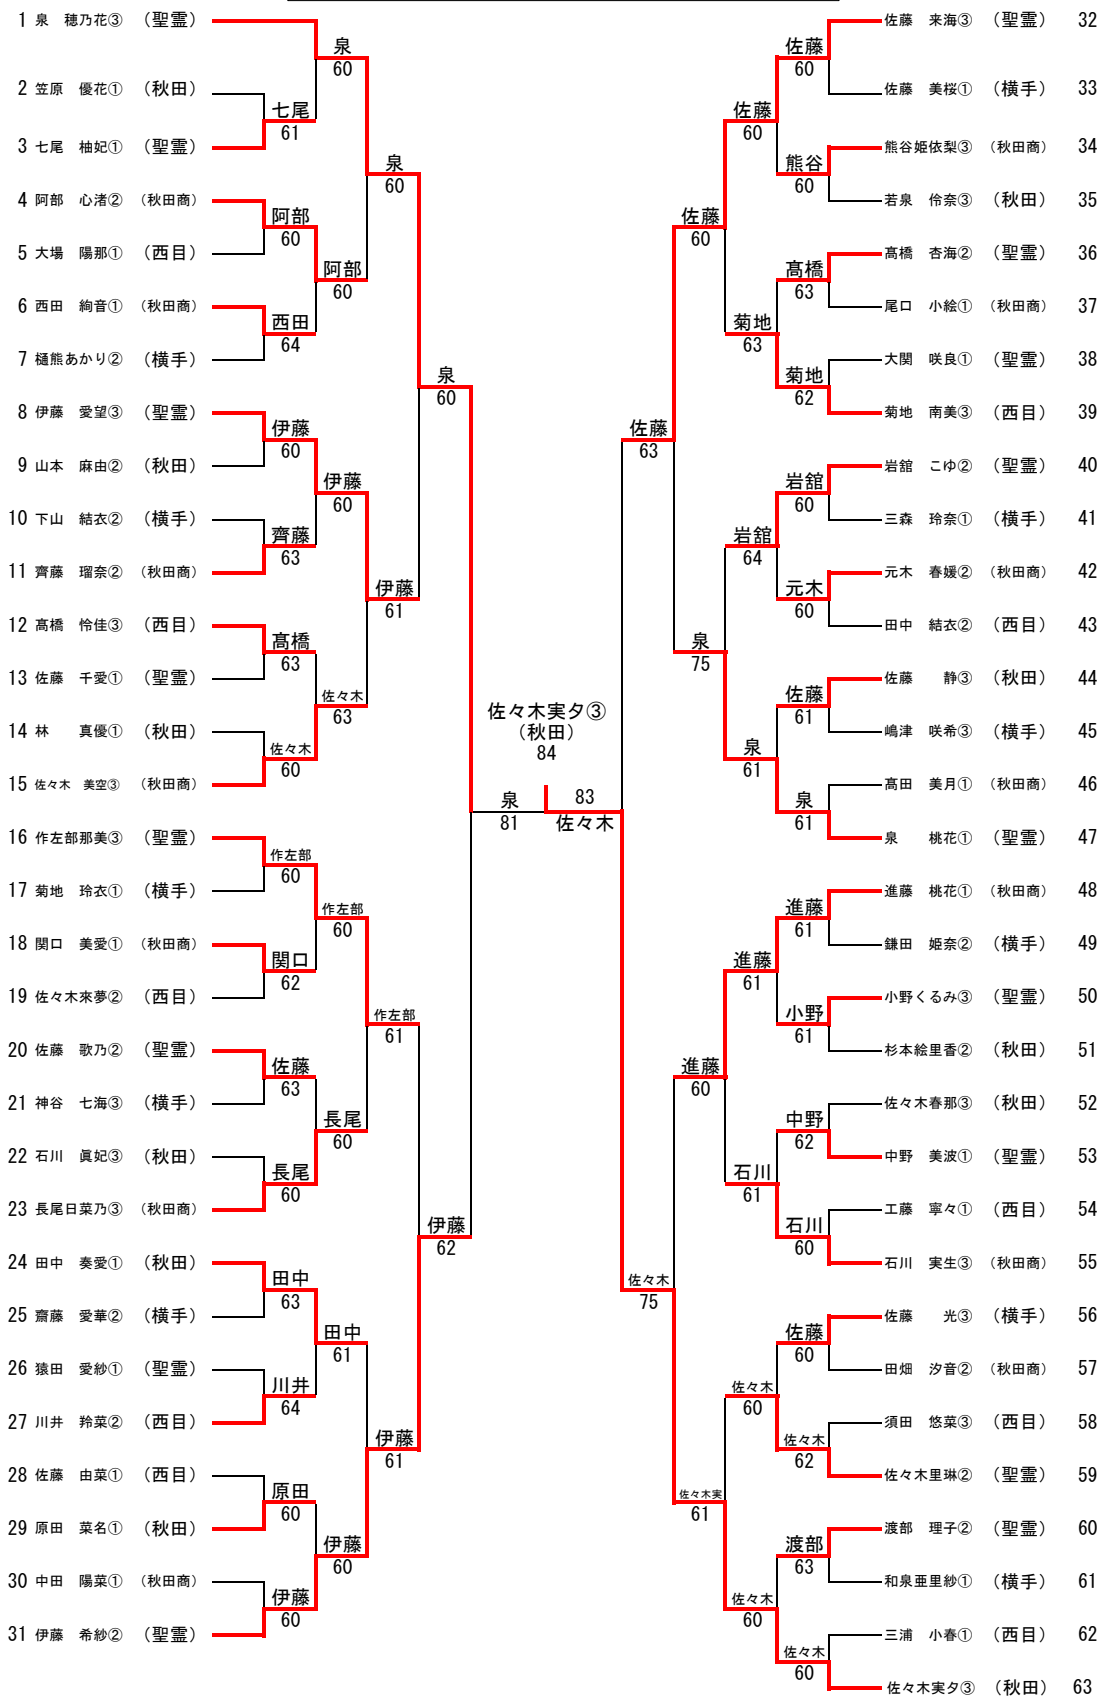 1 泉　穂乃花③ （聖霊）
2 笠原　優花① （秋田）
3 七尾　柚妃① （聖霊）
4 阿部　心渚② （秋田商）
5 大場　陽那① （西目）
6 西田　絢音① （秋田商）
7 樋熊あかり② （横手）
8 伊藤　愛望③ （聖霊）
9 山本　麻由② （秋田）
10 下山　結衣② （横手）
11 齊藤　瑠奈② （秋田商）
12 髙橋　怜佳③ （西目）
13 佐藤　千愛① （聖霊）
14 林　　真優① （秋田）
15 佐々木　美空③ （秋田商）
16 作左部那美③ （聖霊）
17 菊地　玲衣① （横手）
18 関口　美愛① （秋田商）
19 佐々木來夢② （西目）
20 佐藤　歌乃② （聖霊）
21 神谷　七海③ （横手）
22 石川　眞妃③ （秋田）
23 長尾日菜乃③ （秋田商）
24 田中　奏愛① （秋田）
25 齋藤　愛華② （横手）
26 猿田　愛紗① （聖霊）
27 川井　羚菜② （西目）
28 佐藤　由菜① （西目）
29 原田　菜名① （秋田）
30 中田　陽菜① （秋田商）
31 伊藤　希紗② （聖霊）
七尾
61
阿部
60
西田
64
伊藤
60
齊藤
63
髙橋
63
佐々木
60
作左部
60
関口
62
佐藤
63
長尾
60
田中
63
川井
64
原田
60
伊藤
60
泉
60
阿部
60
伊藤
60
佐々木
63
作左部
60
長尾
60
田中
61
伊藤
60
泉
60
伊藤
61
作左部
61
伊藤
61
泉
60
伊藤
62
泉
81
佐々木実夕③
（秋田）
84
83
佐々木
佐藤
63
佐々木
75
佐藤
60
泉
75
進藤
60
佐々木実
61
佐藤
60
菊地
63
岩舘
64
泉
61
進藤
61
石川
61
佐々木
60
佐々木
60
佐藤
60
熊谷
60
髙橋
63
菊地
62
岩舘
60
元木
60
佐藤
61
泉
61
進藤
61
小野
61
中野
62
石川
60
佐藤
60
佐々木
62
渡部
63
佐々木
60
佐藤　来海③ （聖霊） 32
佐藤　美桜① （横手） 33
熊谷姫依梨③ （秋田商） 34
若泉　伶奈③ （秋田） 35
髙橋　杏海② （聖霊） 36
尾口　小絵① （秋田商） 37
大関　咲良① （聖霊） 38
菊地　南美③ （西目） 39
岩舘　こゆ② （聖霊） 40
三森　玲奈① （横手） 41
元木　春媛② （秋田商） 42
田中　結衣② （西目） 43
佐藤　　静③ （秋田） 44
嶋津　咲希③ （横手） 45
髙田　美月① （秋田商） 46
泉　　桃花① （聖霊） 47
進藤　桃花① （秋田商） 48
鎌田　姫奈② （横手） 49
小野くるみ③ （聖霊） 50
杉本絵里香② （秋田） 51
佐々木春那③ （秋田） 52
中野　美波① （聖霊） 53
工藤　寧々① （西目） 54
石川　実生③ （秋田商） 55
佐藤　　光③ （横手） 56
田畑　汐音② （秋田商） 57
須田　悠菜③ （西目） 58
佐々木里琳② （聖霊） 59
渡部　理子② （聖霊） 60
和泉亜里紗① （横手） 61
三浦　小春① （西目） 62
佐々木実夕③ （秋田） 63